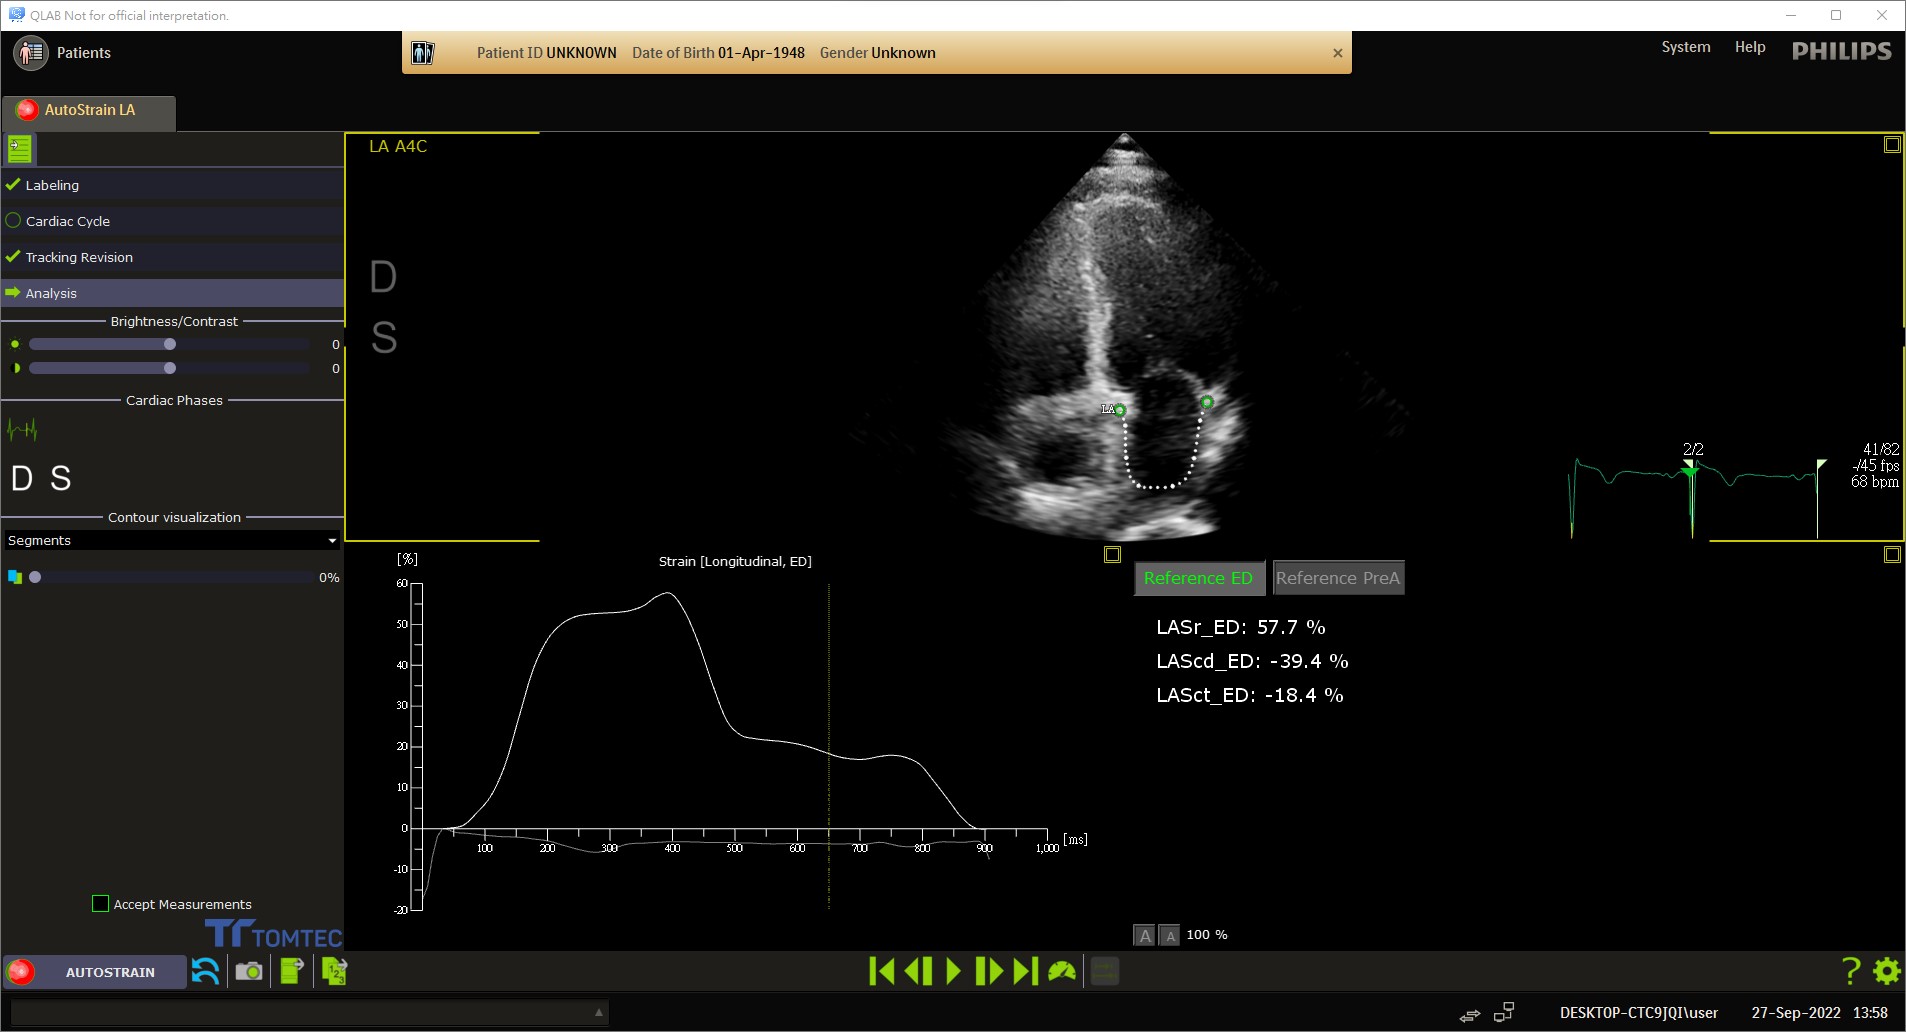 QLAB Not for official interpretation.
Patients
Patient ID UNKNOWN Date of Birth 01-Apr-1948 Gender Unknown
System Help PHILIPS
AutoStrain LA
Labeling
Cardiac Cycle
Tracking Revision
Analysis
Brightness/Contrast
0
0
Cardiac Phases
D S
Contour visualization
Segments
0%
Accept Measurements
TOMTEC
AUTOSTRAIN
LA A4C
D
S
LA
2/2
41/82
-/45 fps
68 bpm
[%]
Strain [Longitudinal, ED]
60
50
40
30
20
10
0
-10
-20
100 200 300 400 500 600 700 800 900 1,000 [ms]
Reference ED Reference PreA
LASr_ED: 57.7 %
LAScd_ED: -39.4 %
LASct_ED: -18.4 %
A A 100 %
1 2 3
?
DESKTOP-CTC9JQI\user 27-Sep-2022 13:58